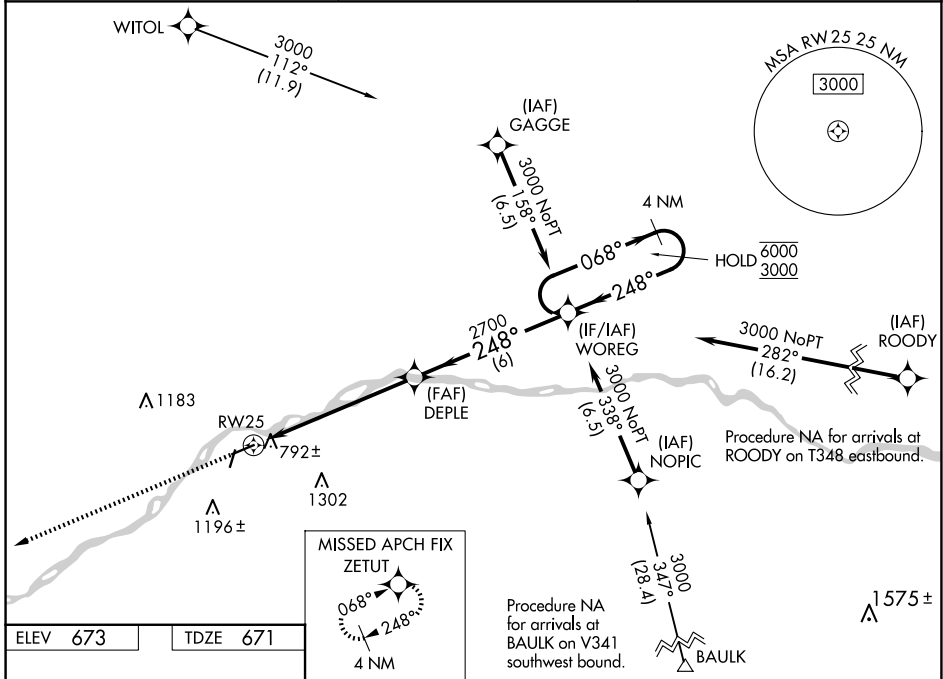 WITOL
3000
112°
(11.9)
MSA RW25 25 NM
3000
(IAF)
GAGGE
3000 NoPT
158°
(6.5)
4 NM
068°
HOLD 6000
3000
248°
(IF/IAF)
WOREG
2700
248°
(6)
(FAF)
DEPLE
3000 NoPT
282°
(16.2)
(IAF)
ROODY
3000 NoPT
338°
(6.5)
(IAF)
NOPIC
Procedure NA for arrivals at
ROODY on T348 eastbound.
1183
RW25
792±
1302
1196±
MISSED APCH FIX
ZETUT
068°
248°
4 NM
3000
347°
(28.4)
Procedure NA
for arrivals at
BAULK on V341
southwest bound.
BAULK
1575±
ELEV 673
TDZE 671